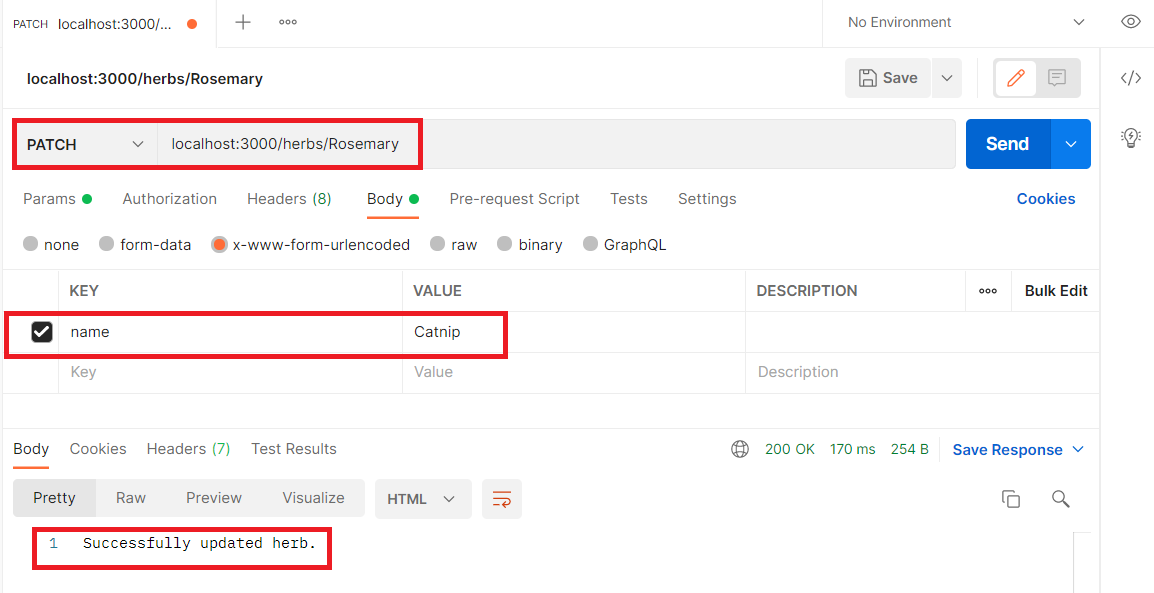 PATCH localhost:3000/... No Environment
localhost:3000/herbs/Rosemary Save </>
PATCH localhost:3000/herbs/Rosemary Send
Params Authorization Headers (8) Body Pre-request Script Tests Settings Cookies
none form-data x-www-form-urlencoded raw binary GraphQL
KEY VALUE DESCRIPTION Bulk Edit
name Catnip
Key Value Description
Body Cookies Headers (7) Test Results 200 OK 170 ms 254 B Save Response
Pretty Raw Preview Visualize HTML
1 Successfully updated herb.